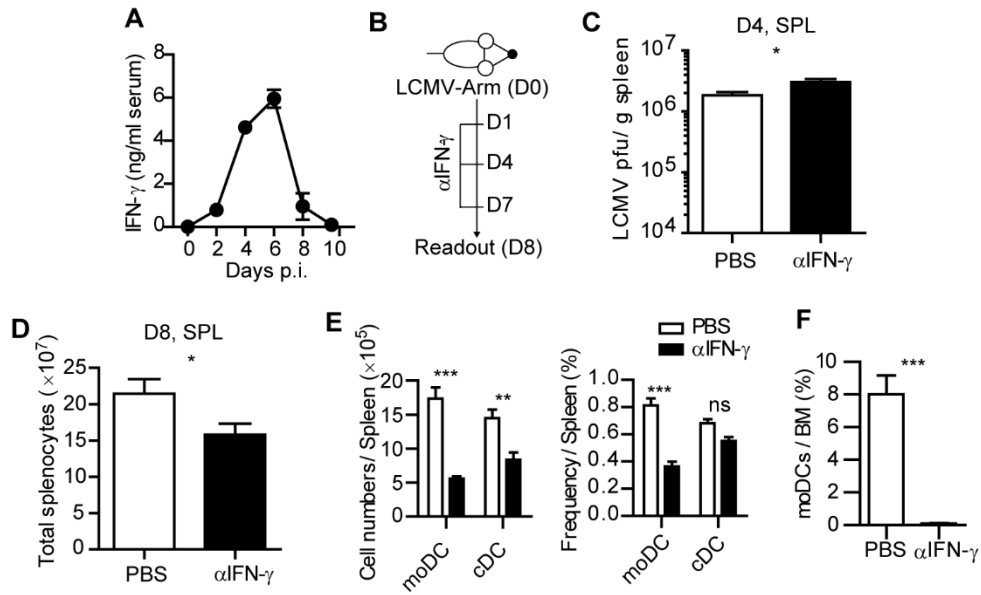 A
IFN-γ (ng/ml serum)
8
6
4
2
0
0 2 4 6 8 10
Days p.i.
B
LCMV-Arm (D0)
αIFN-γ
D1
D4
D7
Readout (D8)
C
D4, SPL
*
LCMV pfu/ g spleen
10⁷
10⁶
10⁵
10⁴
PBS αIFN-γ
D
D8, SPL
*
Total splenocytes (×10⁷)
25
20
15
10
5
0
PBS αIFN-γ
E
PBS
αIFN-γ
Cell numbers/ Spleen (×10⁵)
20
15
10
5
0
*** **
moDC cDC
Frequency/ Spleen (%)
1.0
0.8
0.6
0.4
0.2
0.0
*** ns
moDC cDC
F
moDCs / BM (%)
10
8
6
4
2
0
***
PBS αIFN-γ